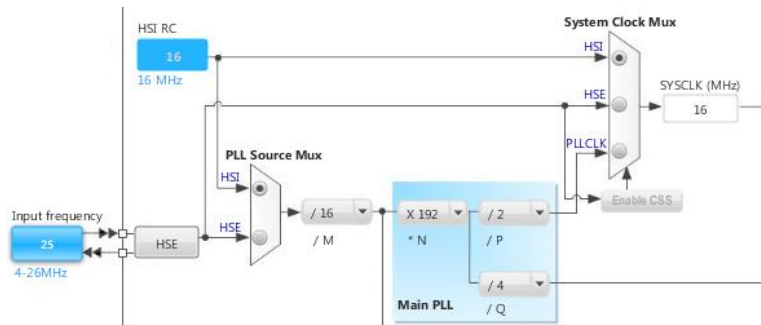 System Clock Mux
HSI RC
16
16 MHz
HSI
HSE
PLLCLK
SYSCLK (MHz)
16
PLL Source Mux
HSI
HSE
Enable CSS
Input frequency
25
4-26MHz
HSE
/ 16
/ M
X 192
* N
/ 2
/ P
/ 4
/ Q
Main PLL